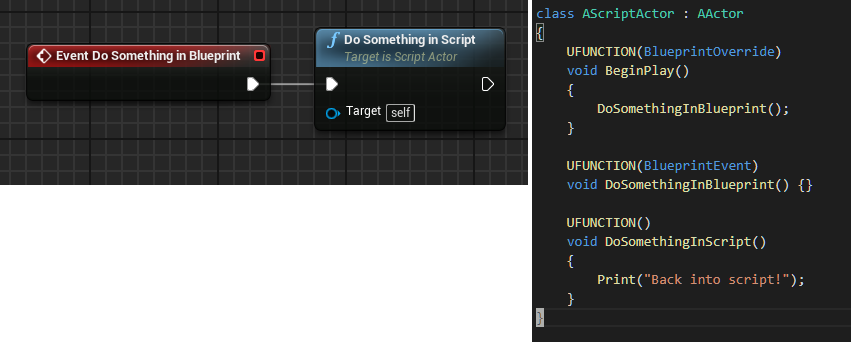 Event Do Something in Blueprint
Do Something in Script
Target is Script Actor
Target self
class AScriptActor : AActor
{
    UFUNCTION(BlueprintOverride)
    void BeginPlay()
    {
        DoSomethingInBlueprint();
    }

    UFUNCTION(BlueprintEvent)
    void DoSomethingInBlueprint() {}

    UFUNCTION()
    void DoSomethingInScript()
    {
        Print("Back into script!");
    }
}